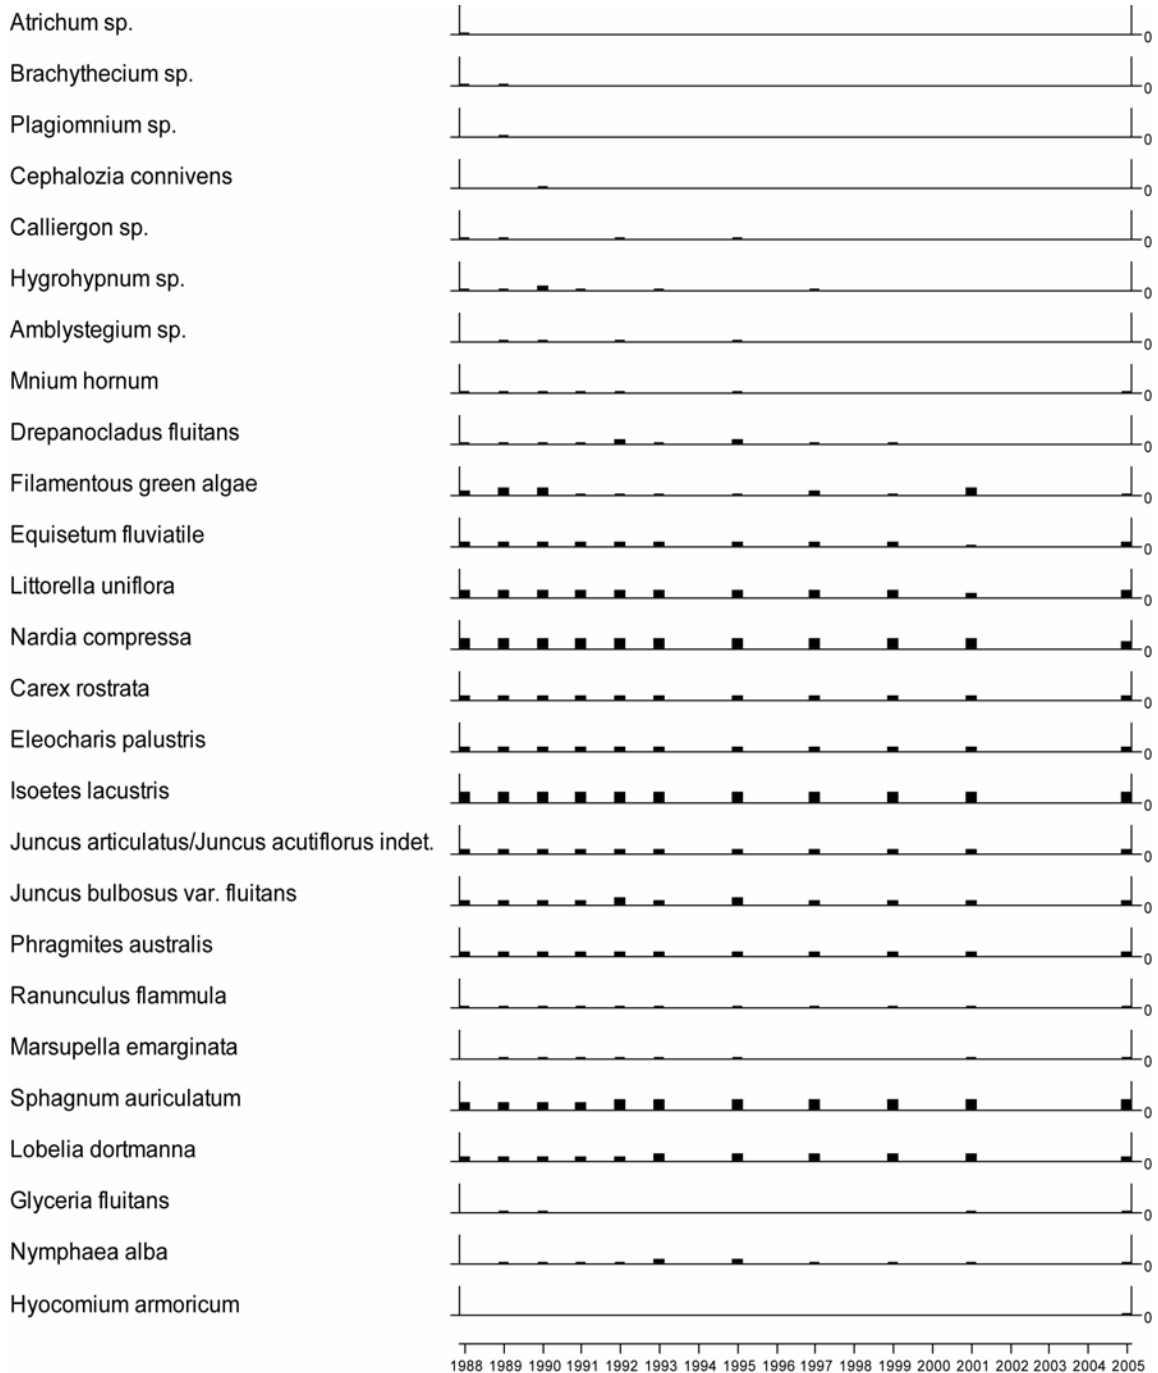 Atrichum sp.
0
Brachythecium sp.
0
Plagiomnium sp.
0
Cephalozia connivens
0
Calliergon sp.
0
Hygrohypnum sp.
0
Amblystegium sp.
0
Mnium hornum
0
Drepanocladus fluitans
0
Filamentous green algae
0
Equisetum fluviatile
0
Littorella uniflora
0
Nardia compressa
0
Carex rostrata
0
Eleocharis palustris
0
Isoetes lacustris
0
Juncus articulatus/Juncus acutiflorus indet.
0
Juncus bulbosus var. fluitans
0
Phragmites australis
0
Ranunculus flammula
0
Marsupella emarginata
0
Sphagnum auriculatum
0
Lobelia dortmanna
0
Glyceria fluitans
0
Nymphaea alba
0
Hyocomium armoricum
0
1988 1989 1990 1991 1992 1993 1994 1995 1996 1997 1998 1999 2000 2001 2002 2003 2004 2005